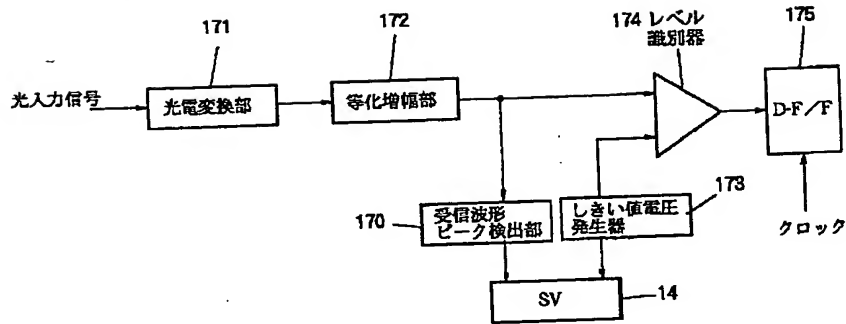 171
172
174 レベル
識別器
175
光入力信号
光電変換部
等化増幅部
D-F/F
170
受信波形
ピーク検出部
しきい値電圧
発生器
173
クロック
SV
14